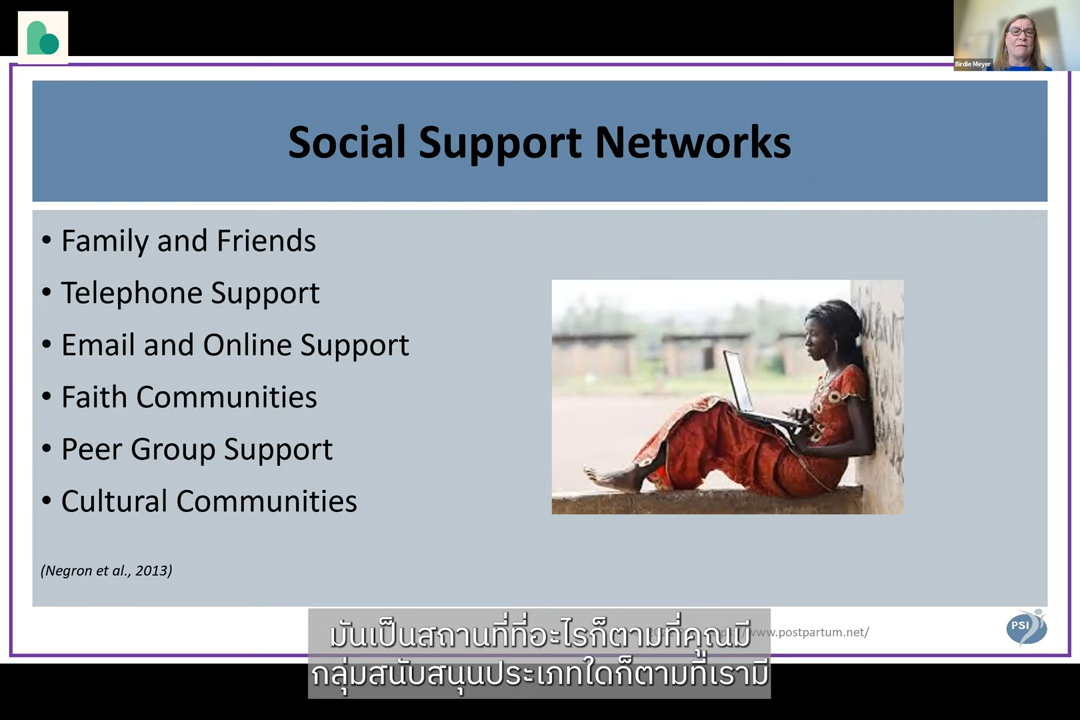 Birdie Meyer
Social Support Networks
• Family and Friends
• Telephone Support
• Email and Online Support
• Faith Communities
• Peer Group Support
• Cultural Communities
(Negron et al., 2013)
www.postpartum.net/
PSI
มันเป็นสถานที่ที่อะไรก็ตามที่คุณมี
กลุ่มสนับสนุนประเภทใดก็ตามที่เรามี